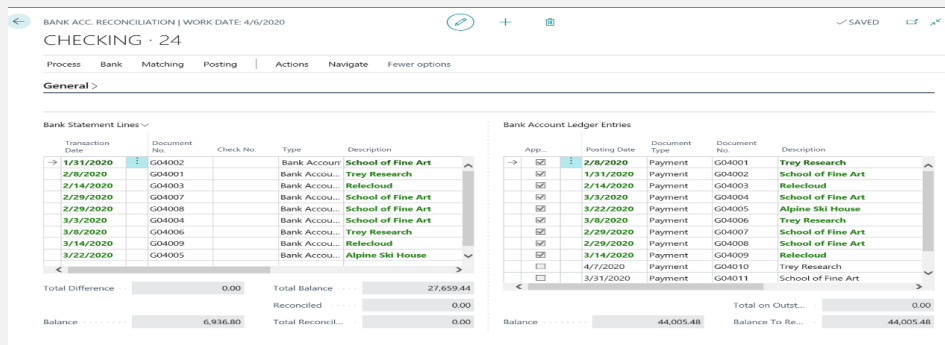 BANK ACC. RECONCILIATION | WORK DATE: 4/6/2020
SAVED
CHECKING · 24
Process Bank Matching Posting | Actions Navigate Fewer options
General >
Bank Statement Lines
Transaction Date Document No. Check No. Type Description
1/31/2020 G04002 Bank Accoun School of Fine Art
2/8/2020 G04001 Bank Accou... Trey Research
2/14/2020 G04003 Bank Accou... Relecloud
2/29/2020 G04007 Bank Accou... School of Fine Art
2/29/2020 G04008 Bank Accou... School of Fine Art
3/3/2020 G04004 Bank Accou... School of Fine Art
3/8/2020 G04006 Bank Accou... Trey Research
3/14/2020 G04009 Bank Accou... Relecloud
3/22/2020 G04005 Bank Accou... Alpine Ski House
Total Difference 0.00 Total Balance 27,659.44
Reconciled 0.00
Balance 6,936.80 Total Reconcil... 0.00
Bank Account Ledger Entries
App... Posting Date Document Type Document No. Description
2/8/2020 Payment G04001 Trey Research
1/31/2020 Payment G04002 School of Fine Art
2/14/2020 Payment G04003 Relecloud
3/3/2020 Payment G04004 School of Fine Art
3/22/2020 Payment G04005 Alpine Ski House
3/8/2020 Payment G04006 Trey Research
2/29/2020 Payment G04007 School of Fine Art
2/29/2020 Payment G04008 School of Fine Art
3/14/2020 Payment G04009 Relecloud
4/7/2020 Payment G04010 Trey Research
3/31/2020 Payment G04011 School of Fine Art
Total on Outst... 0.00
Balance 44,005.48 Balance To Re... 44,005.48